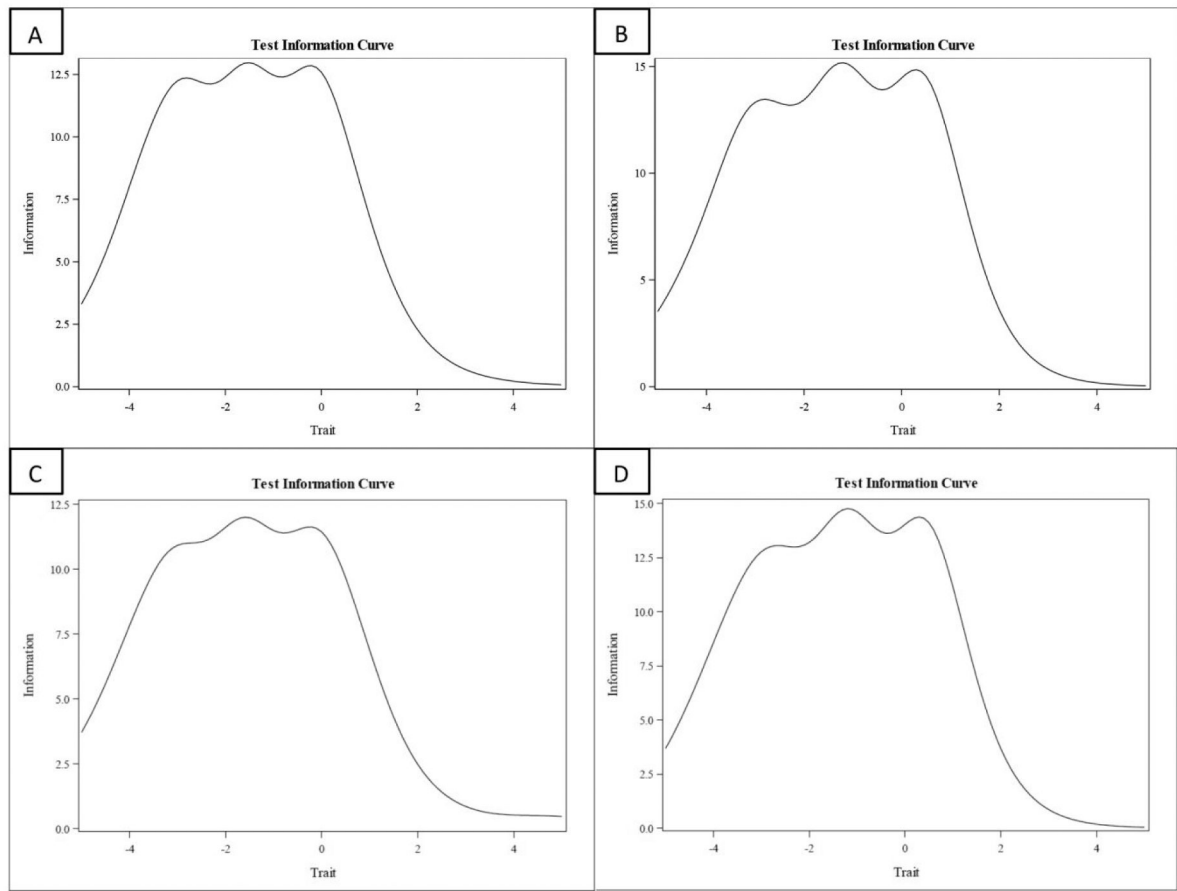 A
Test Information Curve
12.5
10.0
7.5
5.0
2.5
0.0
Information
-4 -2 0 2 4
Trait
B
Test Information Curve
15
10
5
0
Information
-4 -2 0 2 4
Trait
C
Test Information Curve
12.5
10.0
7.5
5.0
2.5
0.0
Information
-4 -2 0 2 4
Trait
D
Test Information Curve
15.0
12.5
10.0
7.5
5.0
2.5
0.0
Information
-4 -2 0 2 4
Trait